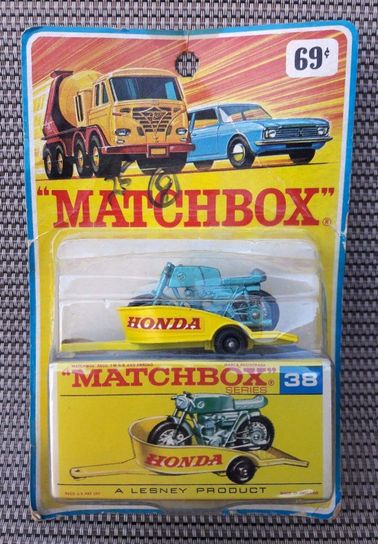 69¢
"MATCHBOX"®
HONDA
"MATCHBOX"®
SERIES
38
HONDA
A LESNEY PRODUCT